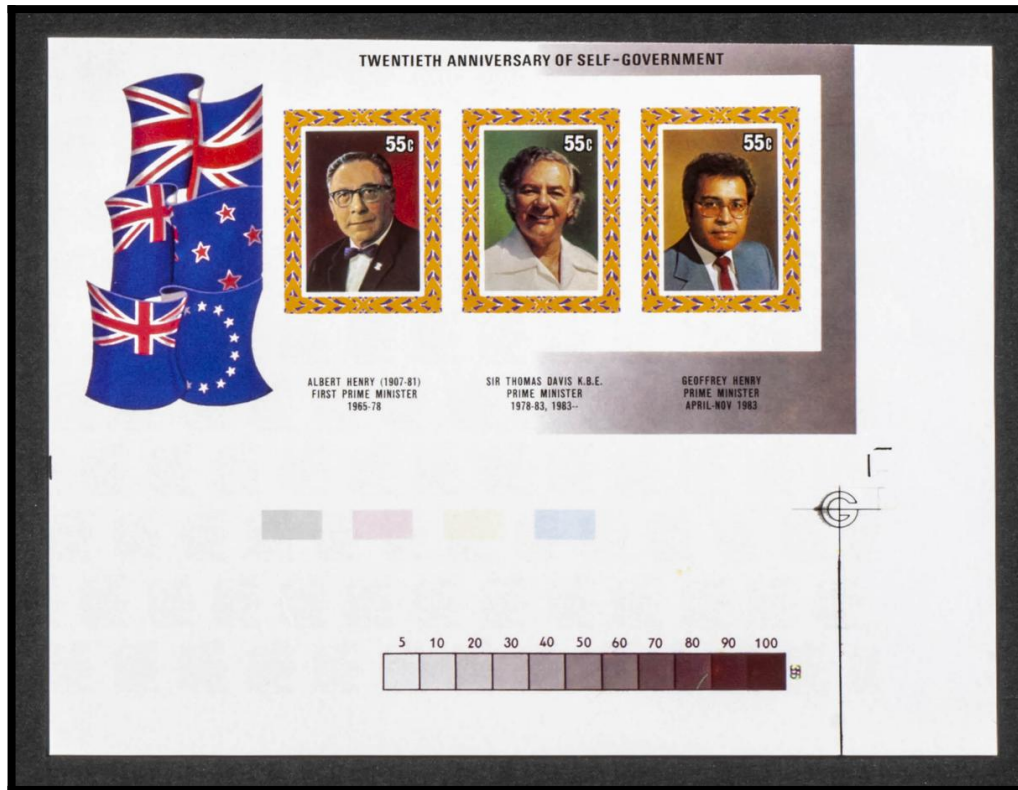 TWENTIETH ANNIVERSARY OF SELF-GOVERNMENT
55c 55c 55c
ALBERT HENRY (1907-81)
FIRST PRIME MINISTER
1965-78
SIR THOMAS DAVIS K.B.E.
PRIME MINISTER
1978-83, 1983--
GEOFFREY HENRY
PRIME MINISTER
APRIL-NOV 1983
5 10 20 30 40 50 60 70 80 90 100